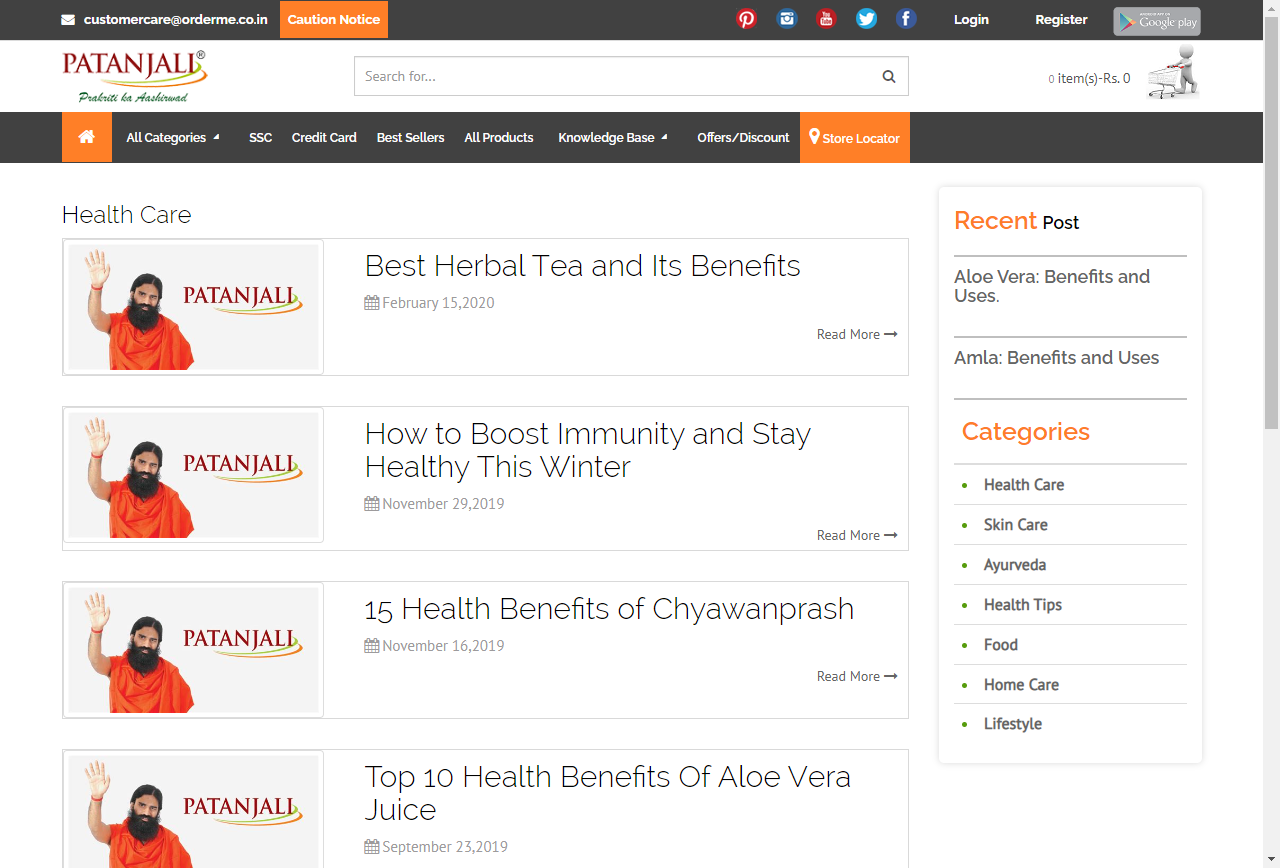 customercare@orderme.co.in
Caution Notice
Login
Register
ANDROID APP ON
Google play
PATANJALI®
Prakriti ka Aashirwad
Search for...
0 item(s)-Rs. 0
All Categories
SSC
Credit Card
Best Sellers
All Products
Knowledge Base
Offers/Discount
Store Locator
Health Care
PATANJALI
Best Herbal Tea and Its Benefits
February 15,2020
Read More
PATANJALI
How to Boost Immunity and Stay
Healthy This Winter
November 29,2019
Read More
PATANJALI
15 Health Benefits of Chyawanprash
November 16,2019
Read More
PATANJALI
Top 10 Health Benefits Of Aloe Vera
Juice
September 23,2019
Recent Post
Aloe Vera: Benefits and
Uses.
Amla: Benefits and Uses
Categories
Health Care
Skin Care
Ayurveda
Health Tips
Food
Home Care
Lifestyle